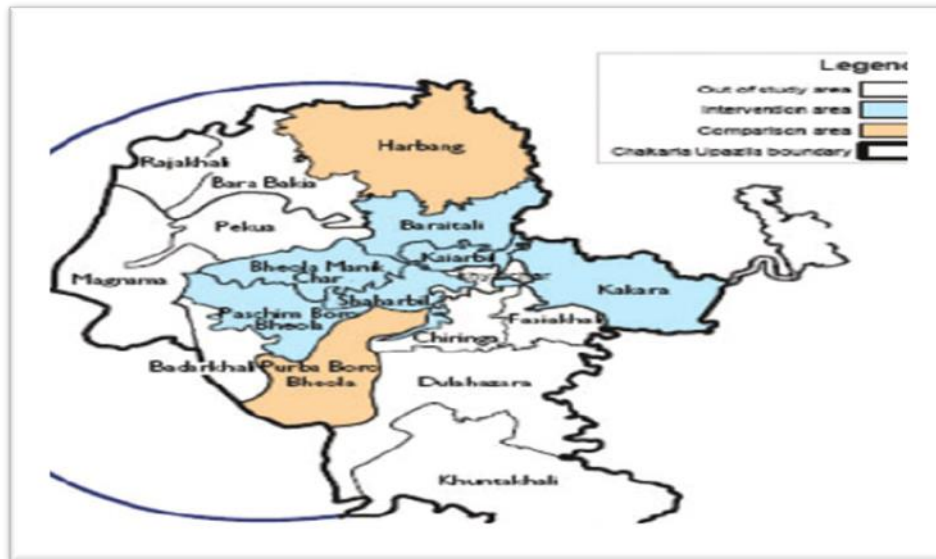 Legend
Out of study area
Intervention area
Comparison area
Chakaria Upazila boundary
Harbang
Rajakhali
Bara Bakia
Pekua
Baraitali
Kaiarbil
Magnama
Bheola Manik
Char
Kakara
Shaharbil
Paschim Boro
Bheola
Fasiakhali
Chiringa
Badarkhali
Purba Boro
Bheola
Dulahazara
Khuntakhali